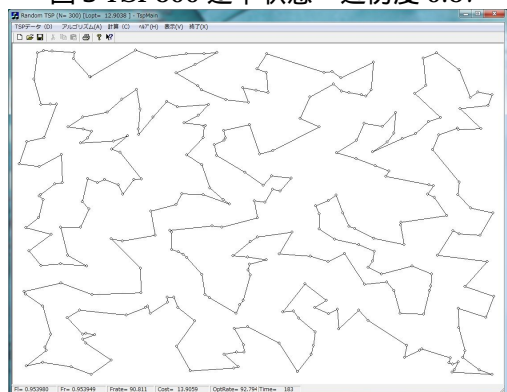 Random TSP (N= 300) [Lopt= 12.9038 ] - TspMain
TSPデータ (D) アルゴリズム(A) 計算 (C) ヘルプ(H) 表示(V) 終了(X)
Fl= 0.953980 Fr= 0.953949 Frate= 90.811 Cost= 13.9059 OptRate= 92.794 Time= 183